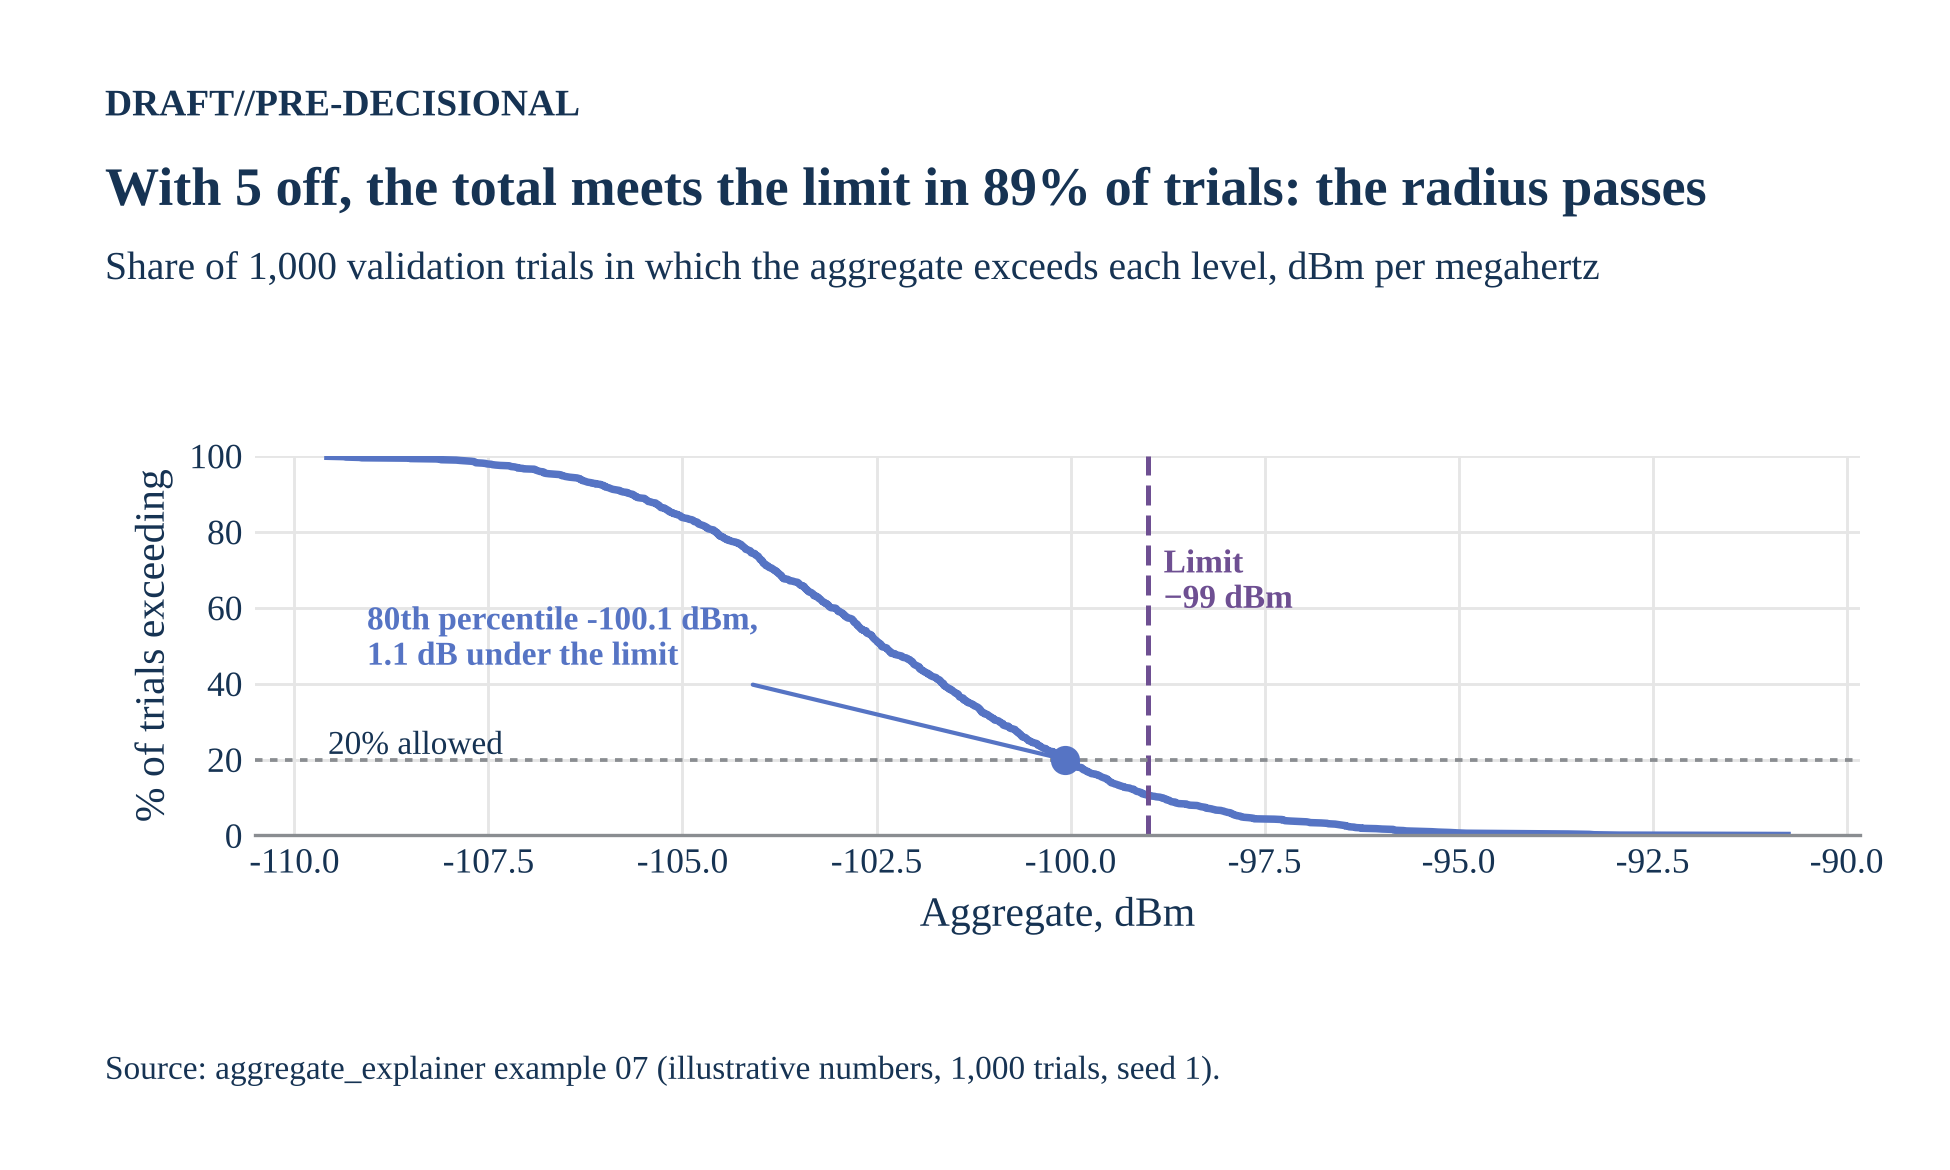 DRAFT//PRE-DECISIONAL
With 5 off, the total meets the limit in 89% of trials: the radius passes
Share of 1,000 validation trials in which the aggregate exceeds each level, dBm per megahertz
% of trials exceeding
100
80
60
40
20
0
Limit
−99 dBm
80th percentile -100.1 dBm,
1.1 dB under the limit
20% allowed
-110.0 -107.5 -105.0 -102.5 -100.0 -97.5 -95.0 -92.5 -90.0
Aggregate, dBm
Source: aggregate_explainer example 07 (illustrative numbers, 1,000 trials, seed 1).